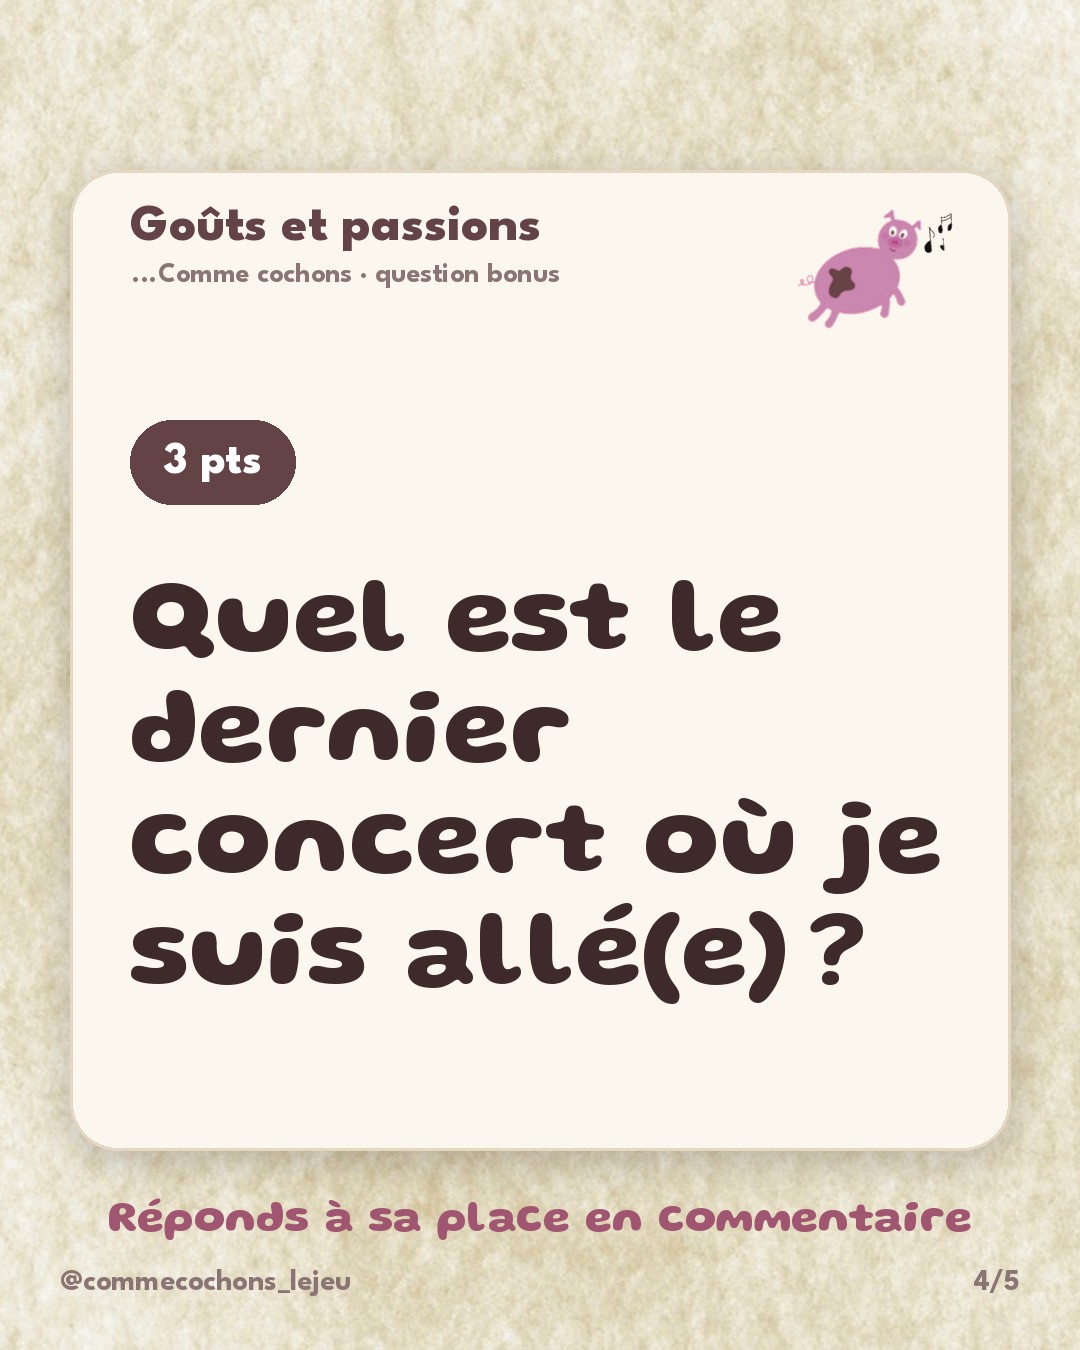 Goûts et passions
...Comme cochons · question bonus
3 pts
Quel est le
dernier
concert où je
suis allé(e) ?
Réponds à sa place en commentaire
@commecochons_lejeu
4/5